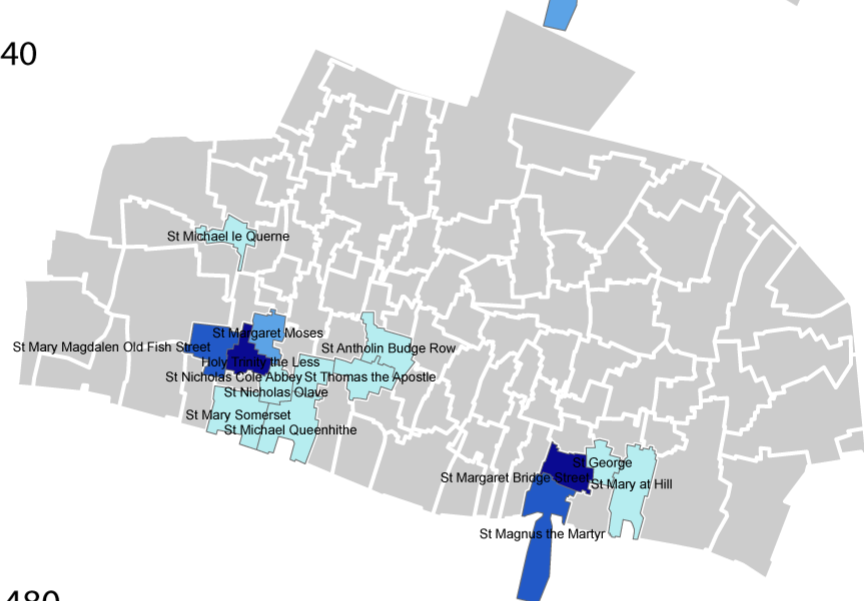 40
St Michael le Querne
St Margaret Moses
St Mary Magdalen Old Fish Street
St Antholin Budge Row
Holy Trinity the Less
St Nicholas Cole Abbey
St Thomas the Apostle
St Nicholas Olave
St Mary Somerset
St Michael Queenhithe
St George
St Margaret Bridge Street
St Mary at Hill
St Magnus the Martyr
480